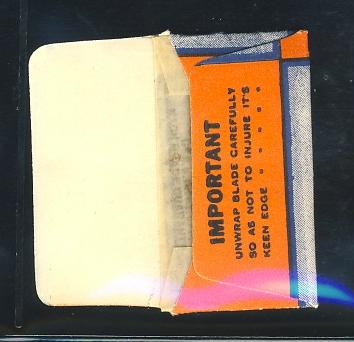 IMPORTANT
UNWRAP BLADE CAREFULLY
SO AS NOT TO INJURE IT'S
KEEN EDGE . . . . . .